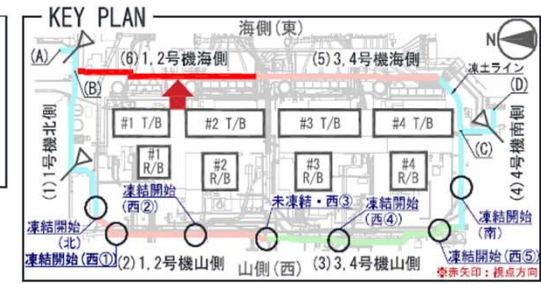 KEY PLAN
海側(東)
N
(A)
(6)1,2号機海側
(5)3,4号機海側
凍土ライン
(B)
(D)
#1 T/B
#2 T/B
#3 T/B
#4 T/B
(C)
(1)1号機北側
#1
R/B
#2
R/B
#3
R/B
#4
R/B
(4)4号機南側
凍結開始
(西②)
未凍結・西③
凍結開始
(西④)
凍結開始
(北)
凍結開始
(南)
凍結開始(西①)
(2)1,2号機山側
山側(西)
(3)3,4号機山側
凍結開始(西⑤)
※赤矢印:視点方向